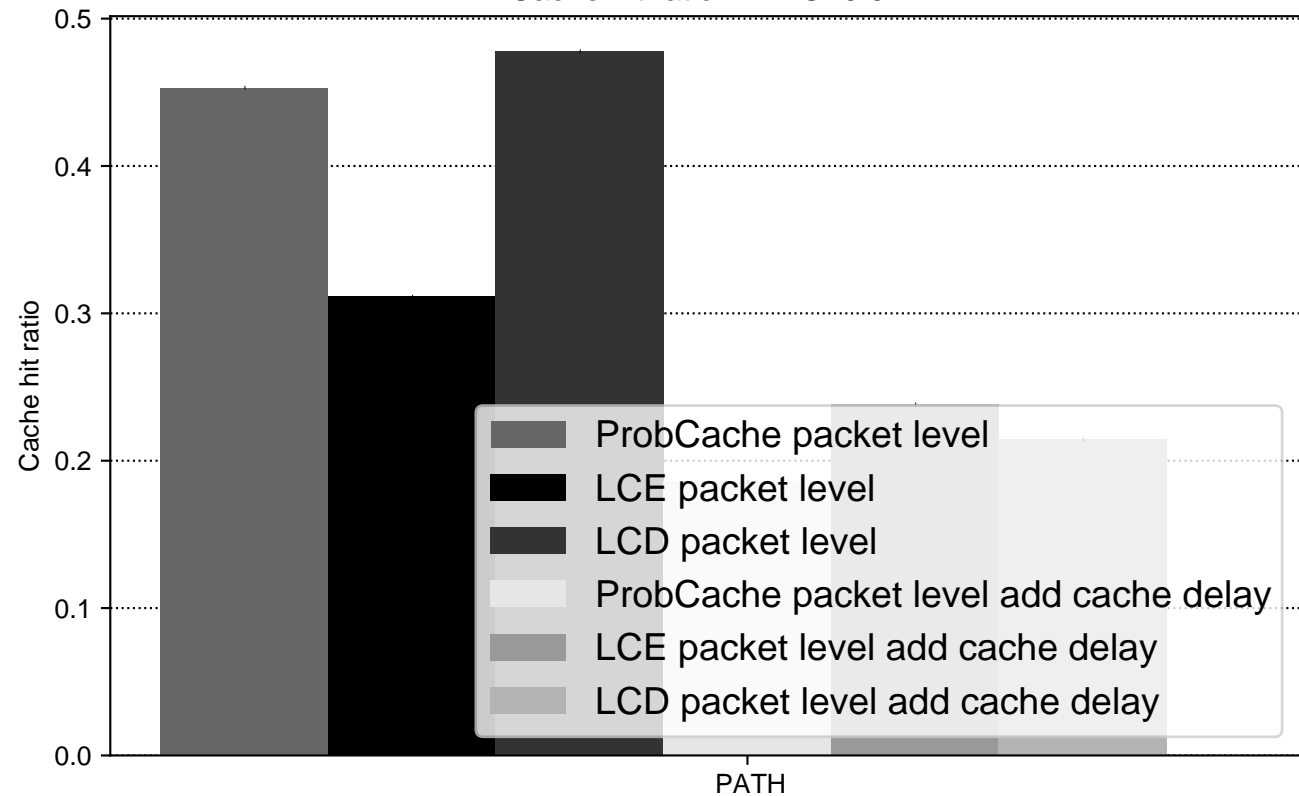 0.5
0.4
0.3
0.2
0.1
0.0
Cache hit ratio
ProbCache packet level
LCE packet level
LCD packet level
ProbCache packet level add cache delay
LCE packet level add cache delay
LCD packet level add cache delay
PATH